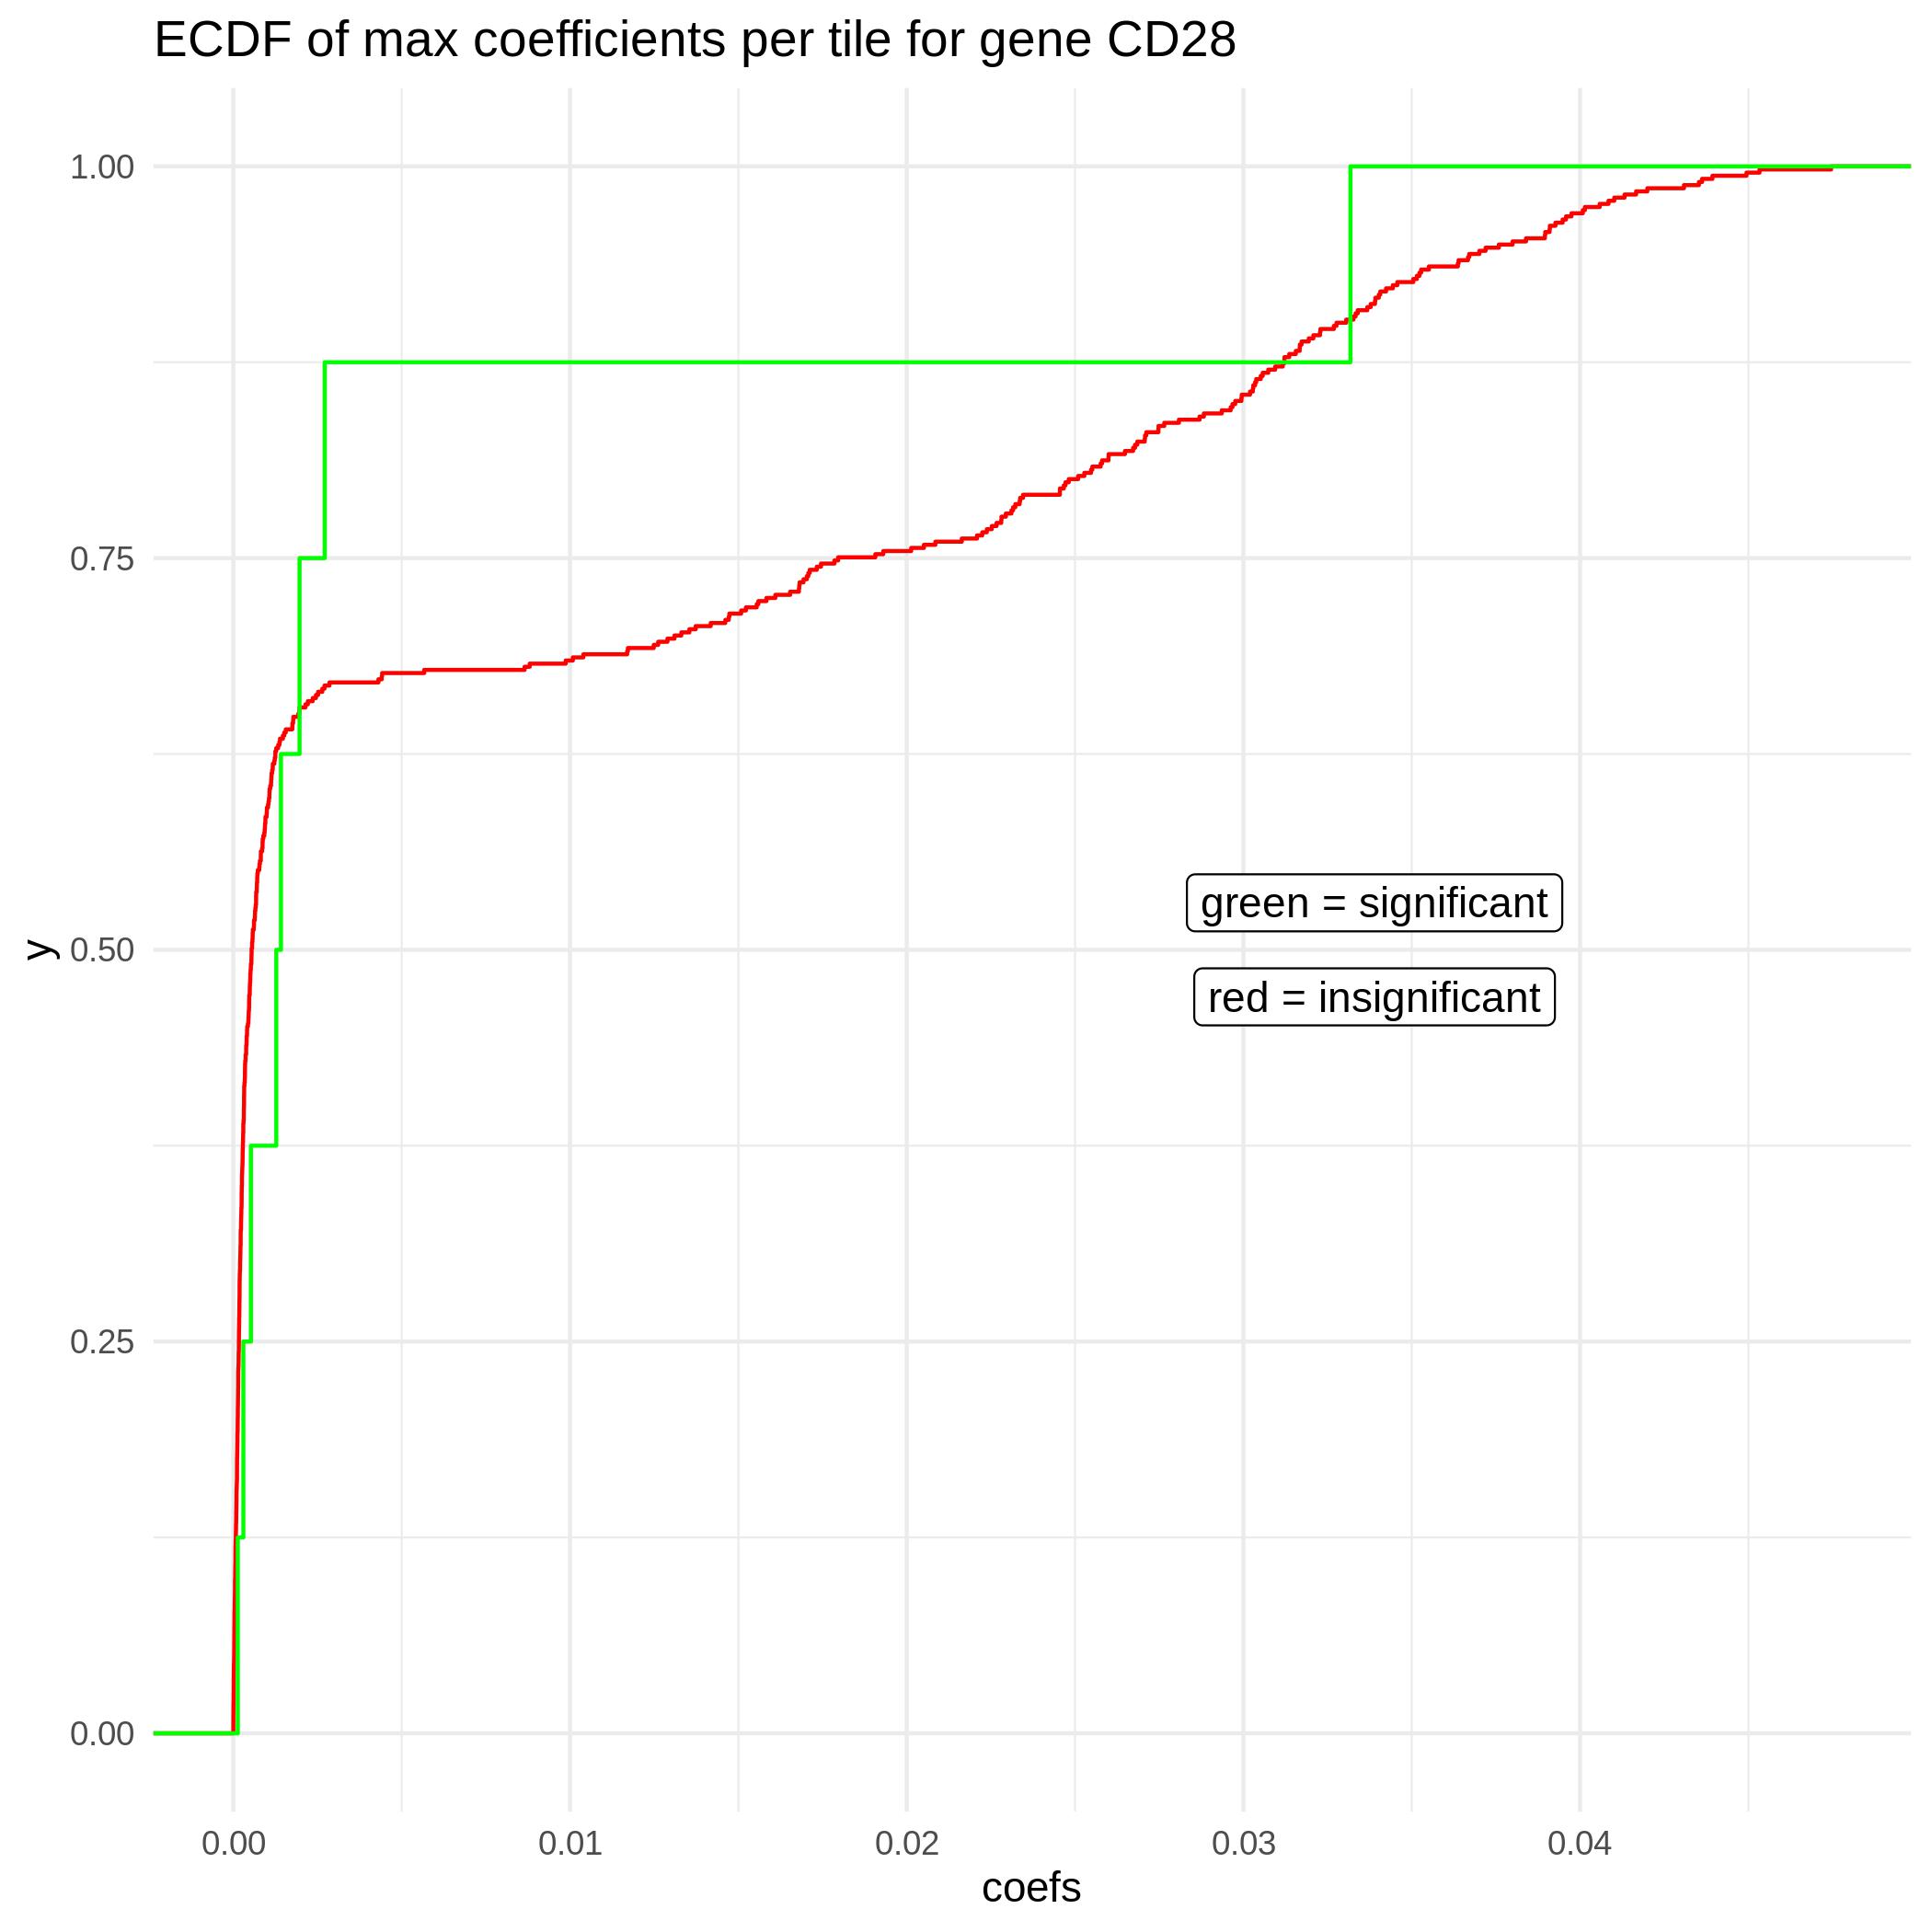 ECDF of max coefficients per tile for gene CD28
1.00
0.75
0.50
0.25
0.00
y
green = significant
red = insignificant
0.00 0.01 0.02 0.03 0.04
coefs